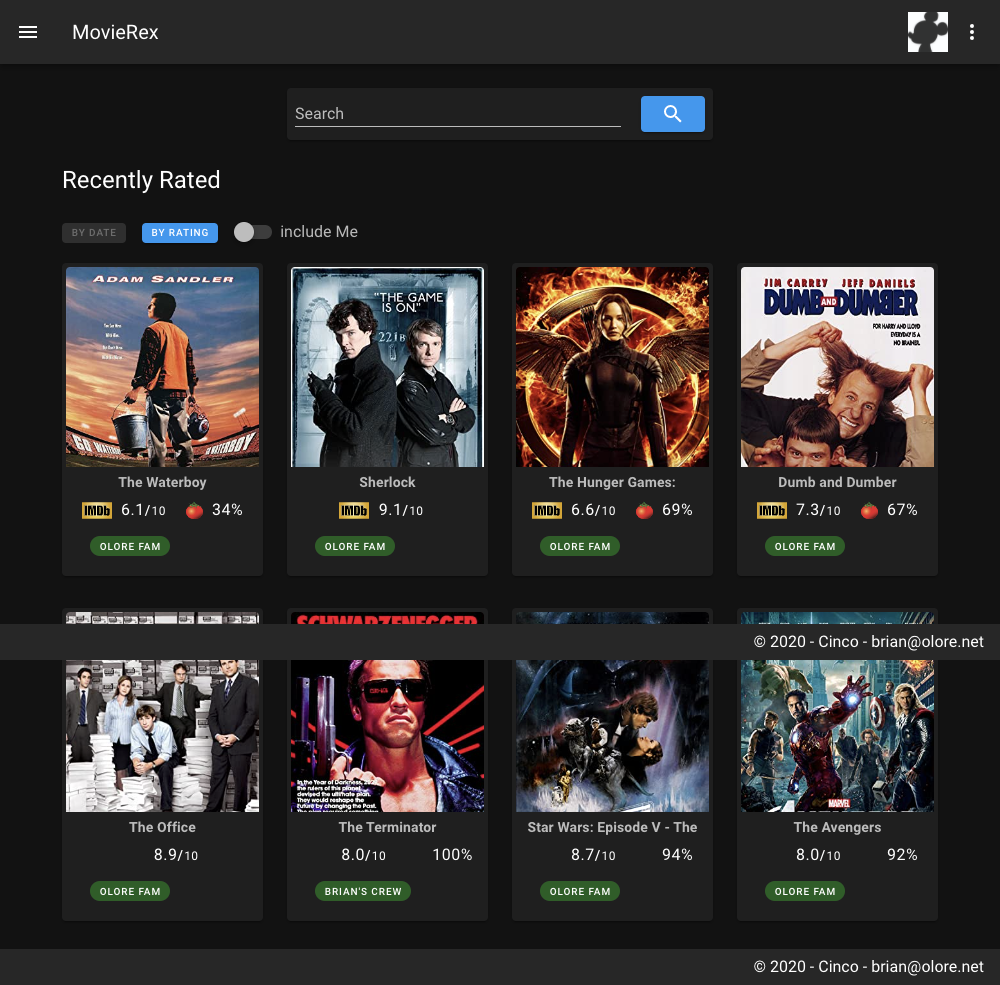 MovieRex
Search
Recently Rated
BY DATE
BY RATING
include Me
ADAM SANDLER
GO WATERBOY
"THE GAME
IS ON."
221B
JIM CARREY JEFF DANIELS
DUMB AND DUMBER
FOR HARRY AND LLOYD
EVERYDAY IS A
NO BRAINER.
The Waterboy
Sherlock
The Hunger Games:
Dumb and Dumber
IMDb 6.1/10 34%
IMDb 9.1/10
IMDb 6.6/10 69%
IMDb 7.3/10 67%
OLORE FAM
OLORE FAM
OLORE FAM
OLORE FAM
SCHWARZENEGGER
© 2020 - Cinco - brian@olore.net
In the Year of Darkness,
the rulers of this planet
devised the ultimate plan.
They would reshape the
Future by changing the Past.
MARVEL
The Office
The Terminator
Star Wars: Episode V - The
The Avengers
8.9/10
8.0/10 100%
8.7/10 94%
8.0/10 92%
OLORE FAM
BRIAN'S CREW
OLORE FAM
OLORE FAM
© 2020 - Cinco - brian@olore.net